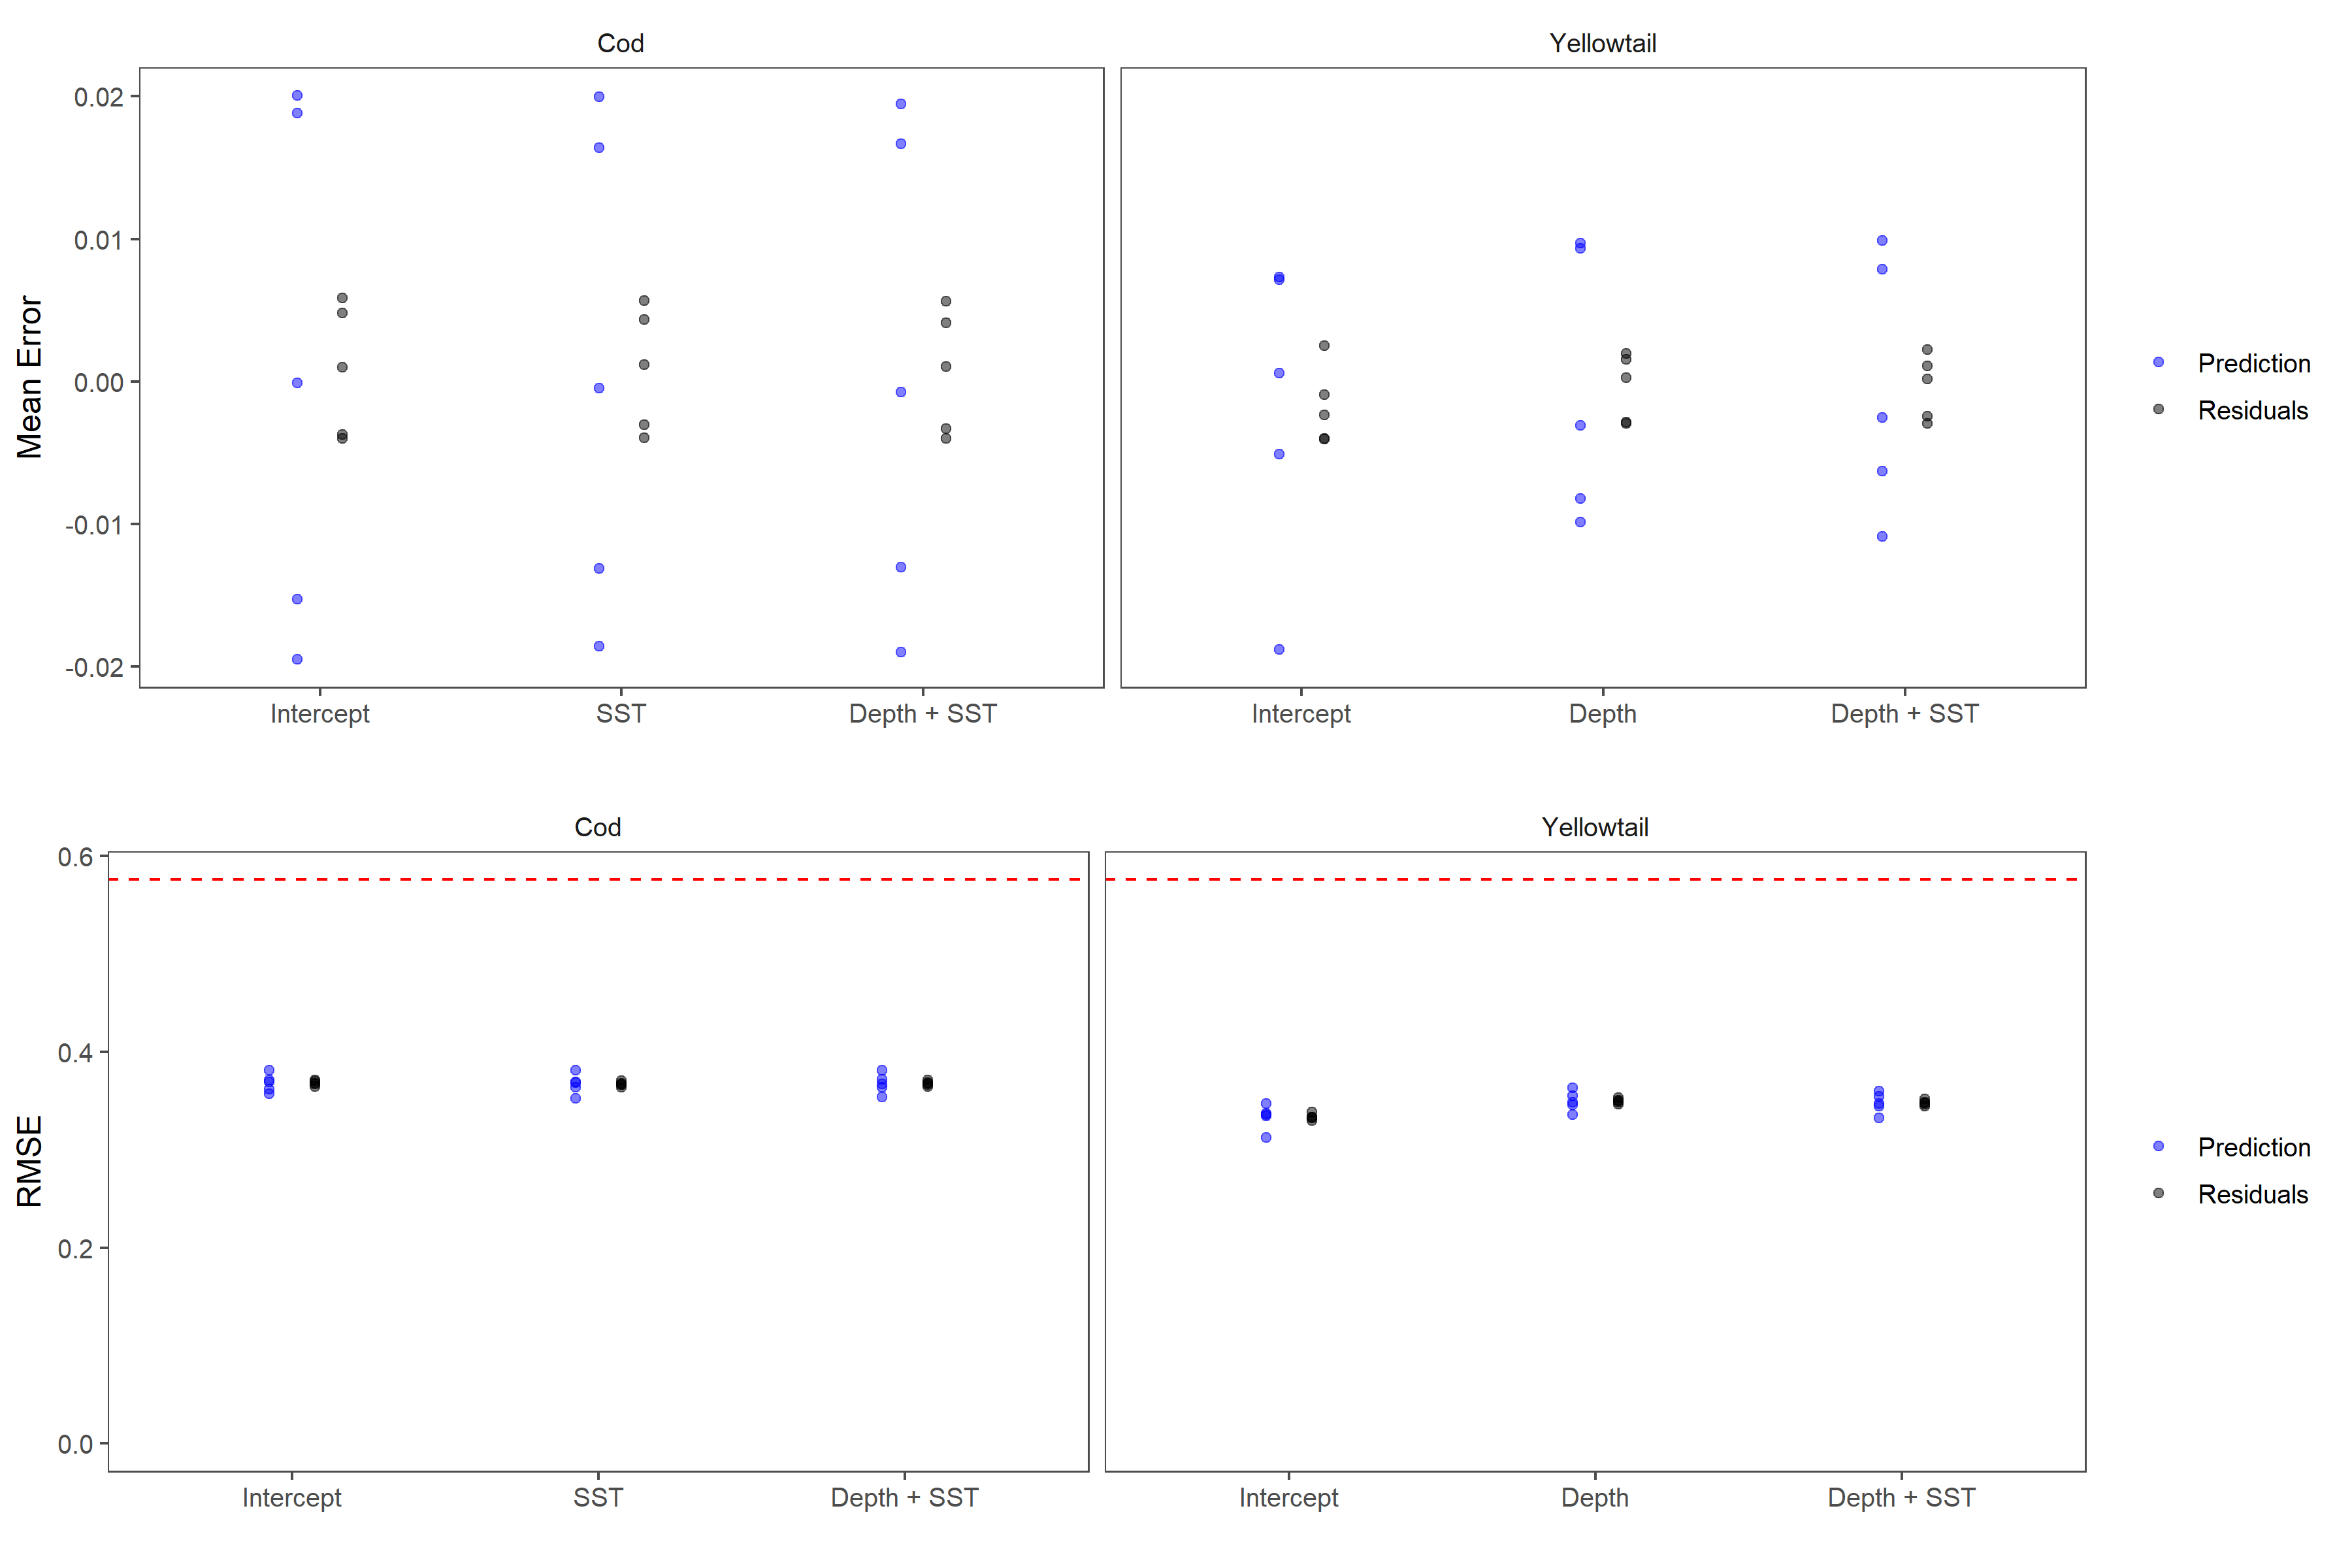 Cod Yellowtail
0.02
0.01
0.00
-0.01
-0.02
Mean Error
Intercept SST Depth + SST Intercept Depth Depth + SST
Prediction
Residuals
Cod Yellowtail
0.6
0.4
0.2
0.0
RMSE
Intercept SST Depth + SST Intercept Depth Depth + SST
Prediction
Residuals